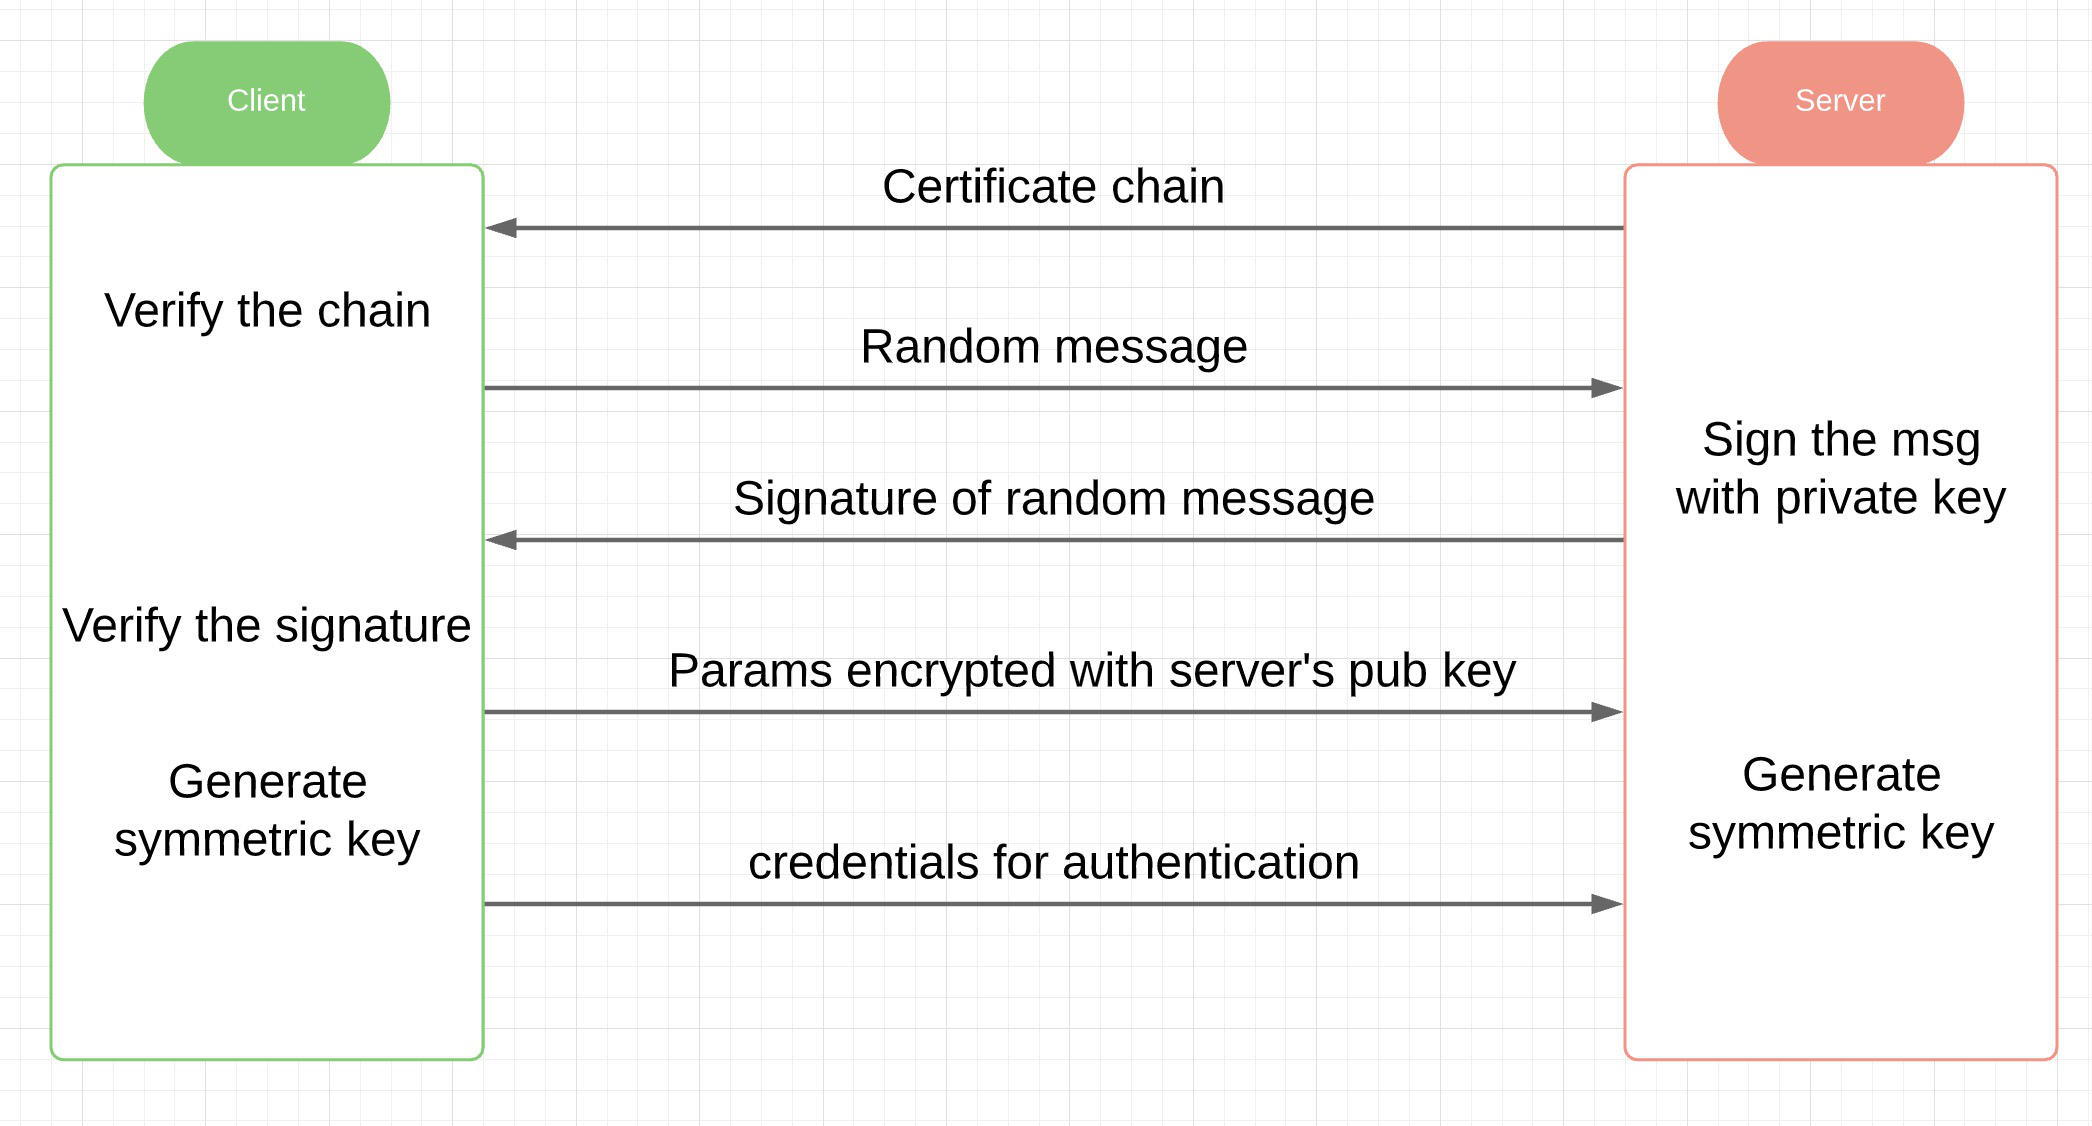 Client
Server
Certificate chain
Verify the chain
Random message
Sign the msg
with private key
Signature of random message
Verify the signature
Params encrypted with server's pub key
Generate
symmetric key
Generate
symmetric key
credentials for authentication